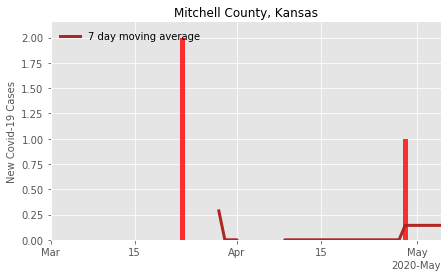 Mitchell County, Kansas
7 day moving average
New Covid-19 Cases
2.00
1.75
1.50
1.25
1.00
0.75
0.50
0.25
0.00
Mar 15 Apr 15 May
2020-May